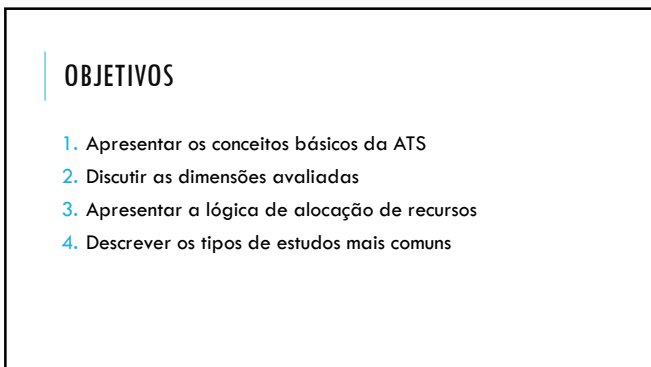 OBJETIVOS
1. Apresentar os conceitos básicos da ATS
2. Discutir as dimensões avaliadas
3. Apresentar a lógica de alocação de recursos
4. Descrever os tipos de estudos mais comuns